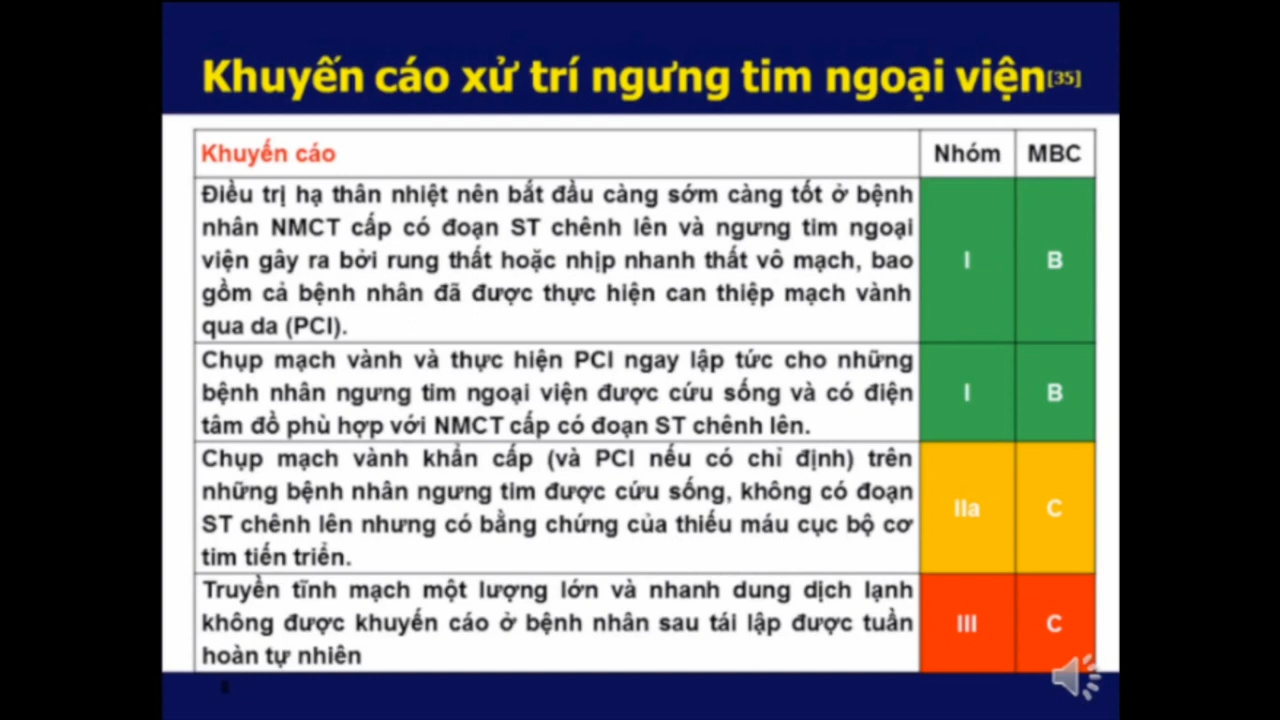 Khuyến cáo xử trí ngưng tim ngoại viện[35]
Khuyến cáo Nhóm MBC
Điều trị hạ thân nhiệt nên bắt đầu càng sớm càng tốt ở bệnh
nhân NMCT cấp có đoạn ST chênh lên và ngưng tim ngoại
viện gây ra bởi rung thất hoặc nhịp nhanh thất vô mạch, bao
gồm cả bệnh nhân đã được thực hiện can thiệp mạch vành
qua da (PCI).
I B
Chụp mạch vành và thực hiện PCI ngay lập tức cho những
bệnh nhân ngưng tim ngoại viện được cứu sống và có điện
tâm đồ phù hợp với NMCT cấp có đoạn ST chênh lên.
I B
Chụp mạch vành khẩn cấp (và PCI nếu có chỉ định) trên
những bệnh nhân ngưng tim được cứu sống, không có đoạn
ST chênh lên nhưng có bằng chứng của thiếu máu cục bộ cơ
tim tiến triển.
IIa C
Truyền tĩnh mạch một lượng lớn và nhanh dung dịch lạnh
không được khuyến cáo ở bệnh nhân sau tái lập được tuần
hoàn tự nhiên
III C